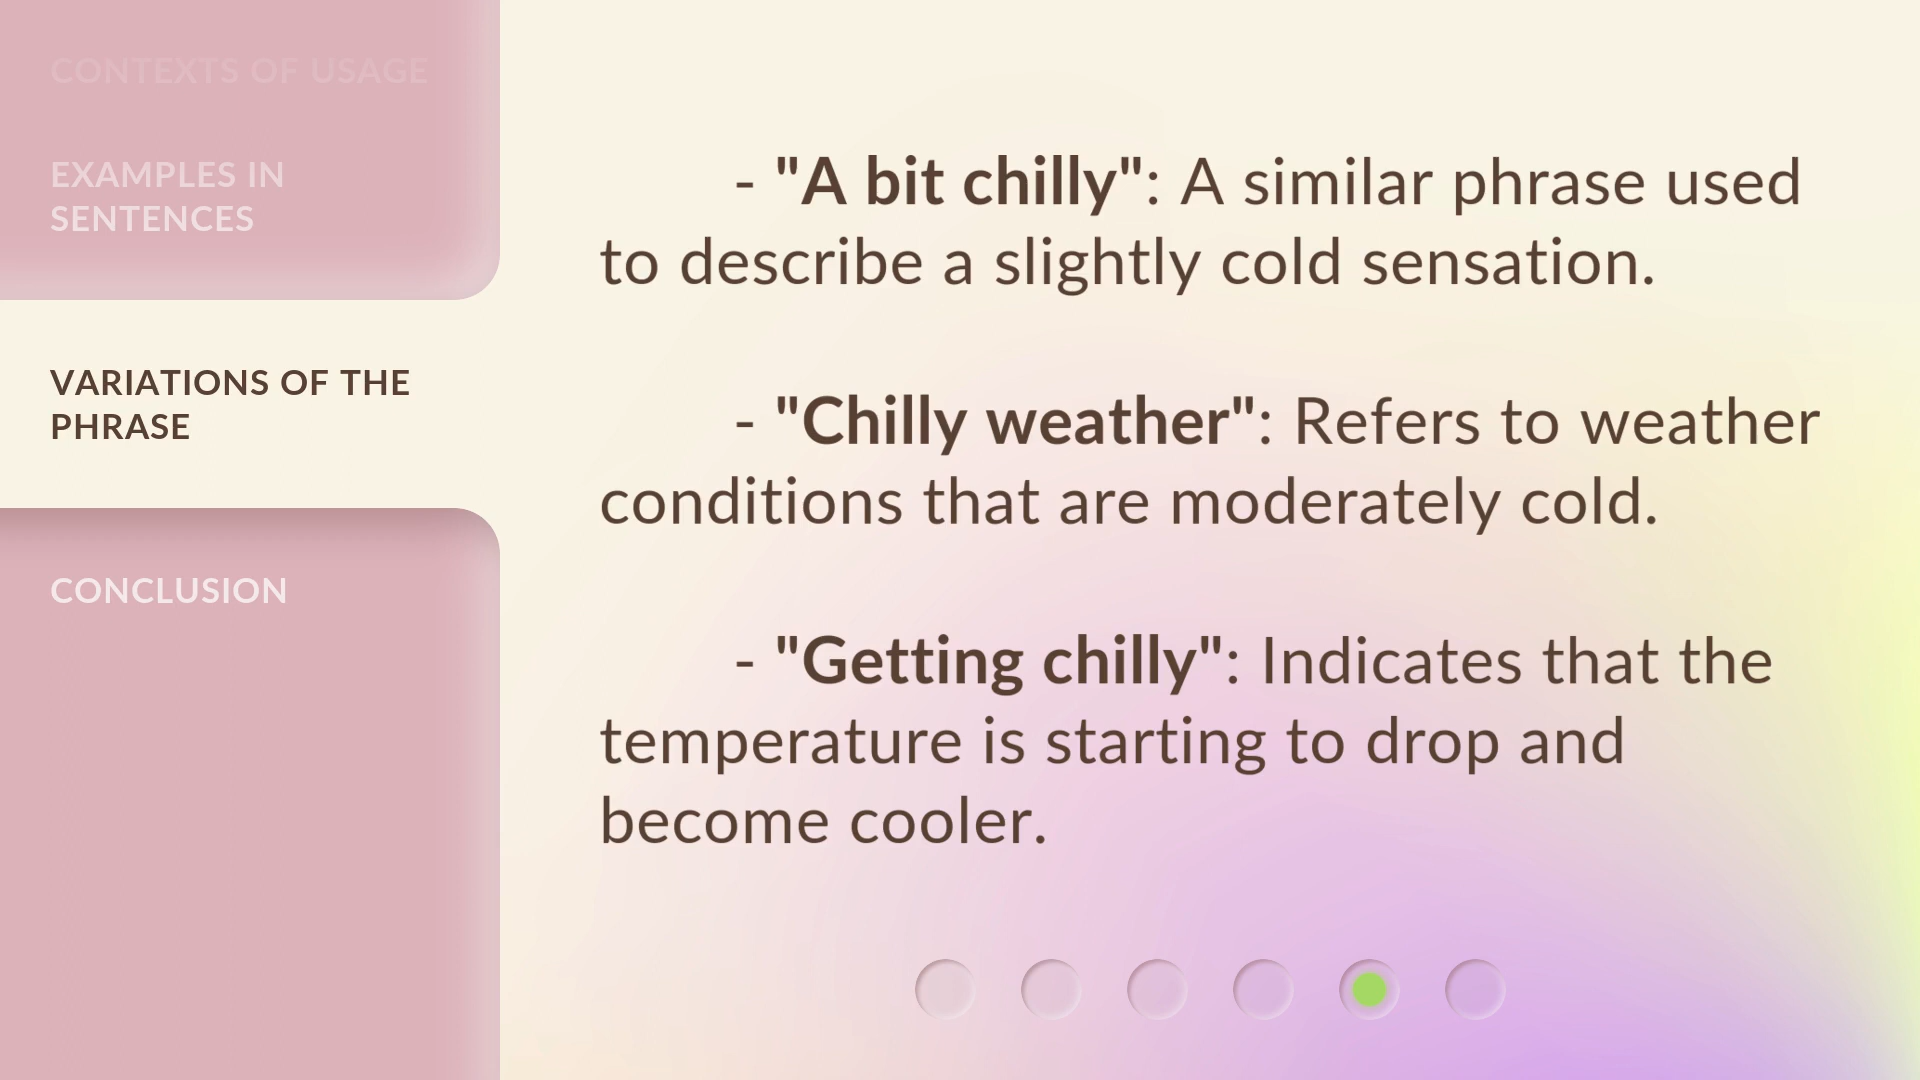 CONTEXTS OF USAGE
EXAMPLES IN
SENTENCES
VARIATIONS OF THE
PHRASE
CONCLUSION
- "A bit chilly": A similar phrase used
to describe a slightly cold sensation.
- "Chilly weather": Refers to weather
conditions that are moderately cold.
- "Getting chilly": Indicates that the
temperature is starting to drop and
become cooler.